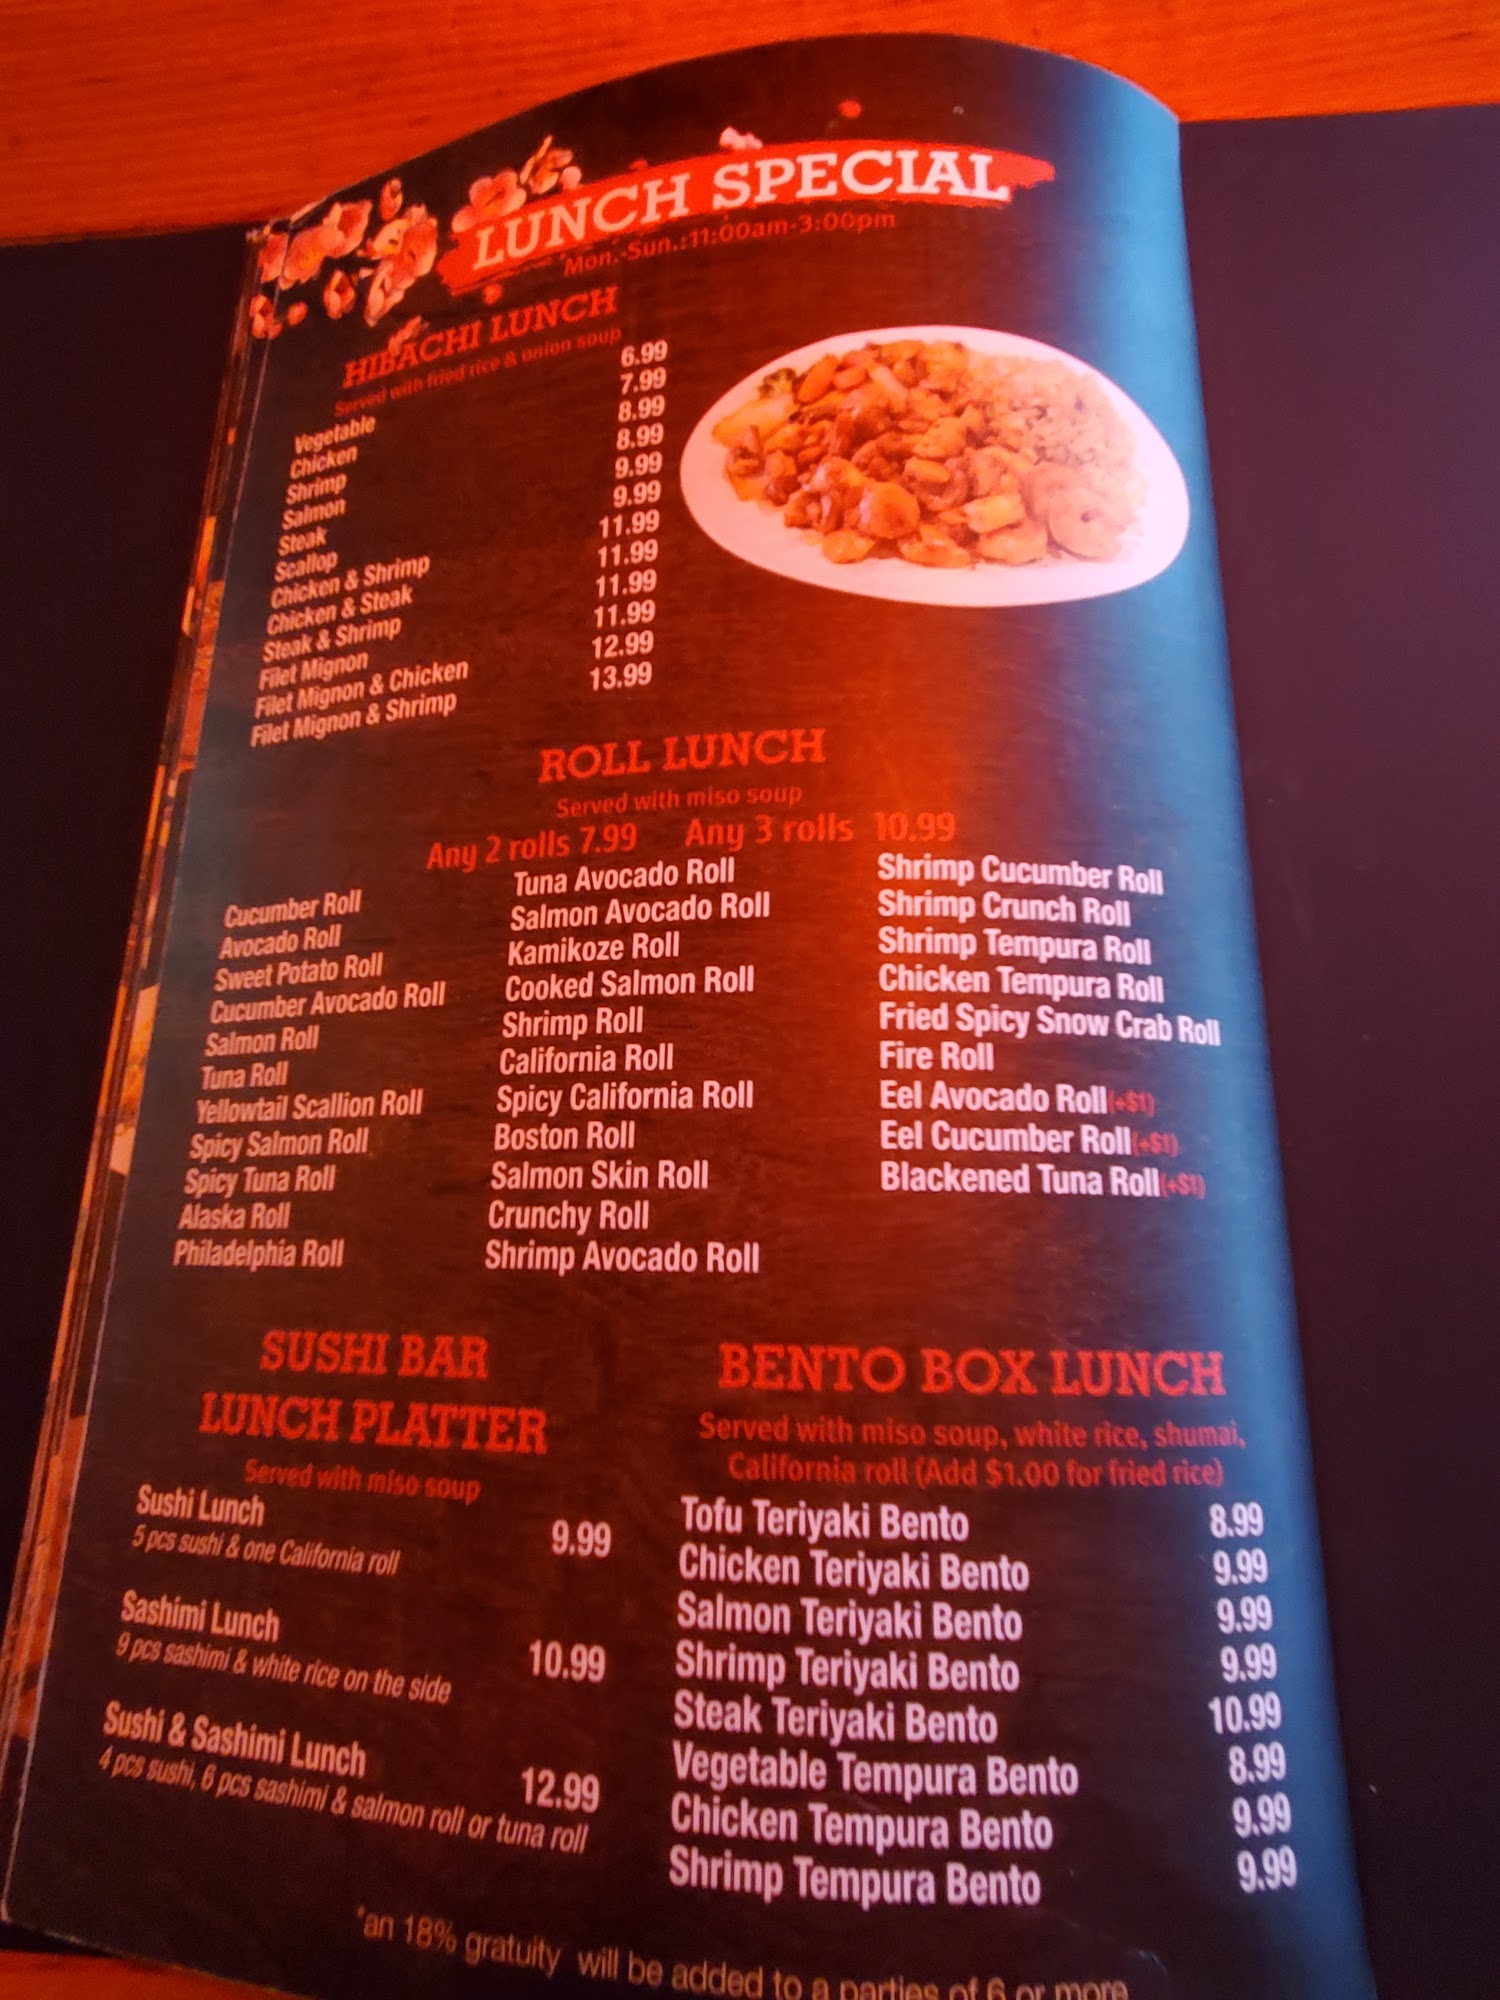 LUNCH SPECIAL
Mon.-Sun.:11:00am-3:00pm
HIBACHI LUNCH
Served with fried rice & onion soup
Vegetable 6.99
Chicken 7.99
Shrimp 8.99
Salmon 8.99
Steak 9.99
Scallop 9.99
Chicken & Shrimp 11.99
Chicken & Steak 11.99
Steak & Shrimp 11.99
Filet Mignon 11.99
Filet Mignon & Chicken 12.99
Filet Mignon & Shrimp 13.99
ROLL LUNCH
Served with miso soup
Any 2 rolls 7.99 Any 3 rolls 10.99
Cucumber Roll
Avocado Roll
Sweet Potato Roll
Cucumber Avocado Roll
Salmon Roll
Tuna Roll
Yellowtail Scallion Roll
Spicy Salmon Roll
Spicy Tuna Roll
Alaska Roll
Philadelphia Roll
Tuna Avocado Roll
Salmon Avocado Roll
Kamikoze Roll
Cooked Salmon Roll
Shrimp Roll
California Roll
Spicy California Roll
Boston Roll
Salmon Skin Roll
Crunchy Roll
Shrimp Avocado Roll
Shrimp Cucumber Roll
Shrimp Crunch Roll
Shrimp Tempura Roll
Chicken Tempura Roll
Fried Spicy Snow Crab Roll
Fire Roll
Eel Avocado Roll(+$1)
Eel Cucumber Roll(+$1)
Blackened Tuna Roll(+$1)
SUSHI BAR
LUNCH PLATTER
Served with miso soup
Sushi Lunch 9.99
5 pcs sushi & one California roll
Sashimi Lunch 10.99
9 pcs sashimi & white rice on the side
Sushi & Sashimi Lunch 12.99
4 pcs sushi, 6 pcs sashimi & salmon roll or tuna roll
BENTO BOX LUNCH
Served with miso soup, white rice, shumai,
California roll (Add $1.00 for fried rice)
Tofu Teriyaki Bento 8.99
Chicken Teriyaki Bento 9.99
Salmon Teriyaki Bento 9.99
Shrimp Teriyaki Bento 9.99
Steak Teriyaki Bento 10.99
Vegetable Tempura Bento 8.99
Chicken Tempura Bento 9.99
Shrimp Tempura Bento 9.99
*an 18% gratuity will be added to a parties of 6 or more